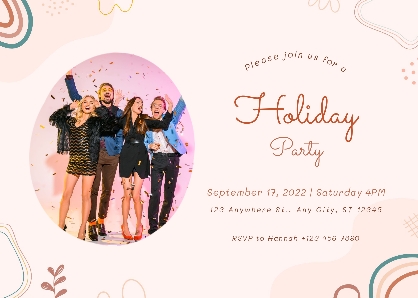 Please join us for a
Holiday
Party
September 17, 2022 | Saturday 4PM
123 Anywhere St., Any City, ST 12345
RSVP to Hannah +123 456 7890